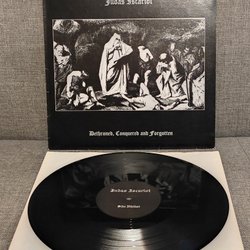 Judas Iscariot
Dethroned, Conquered and Forgotten
Judas Iscariot